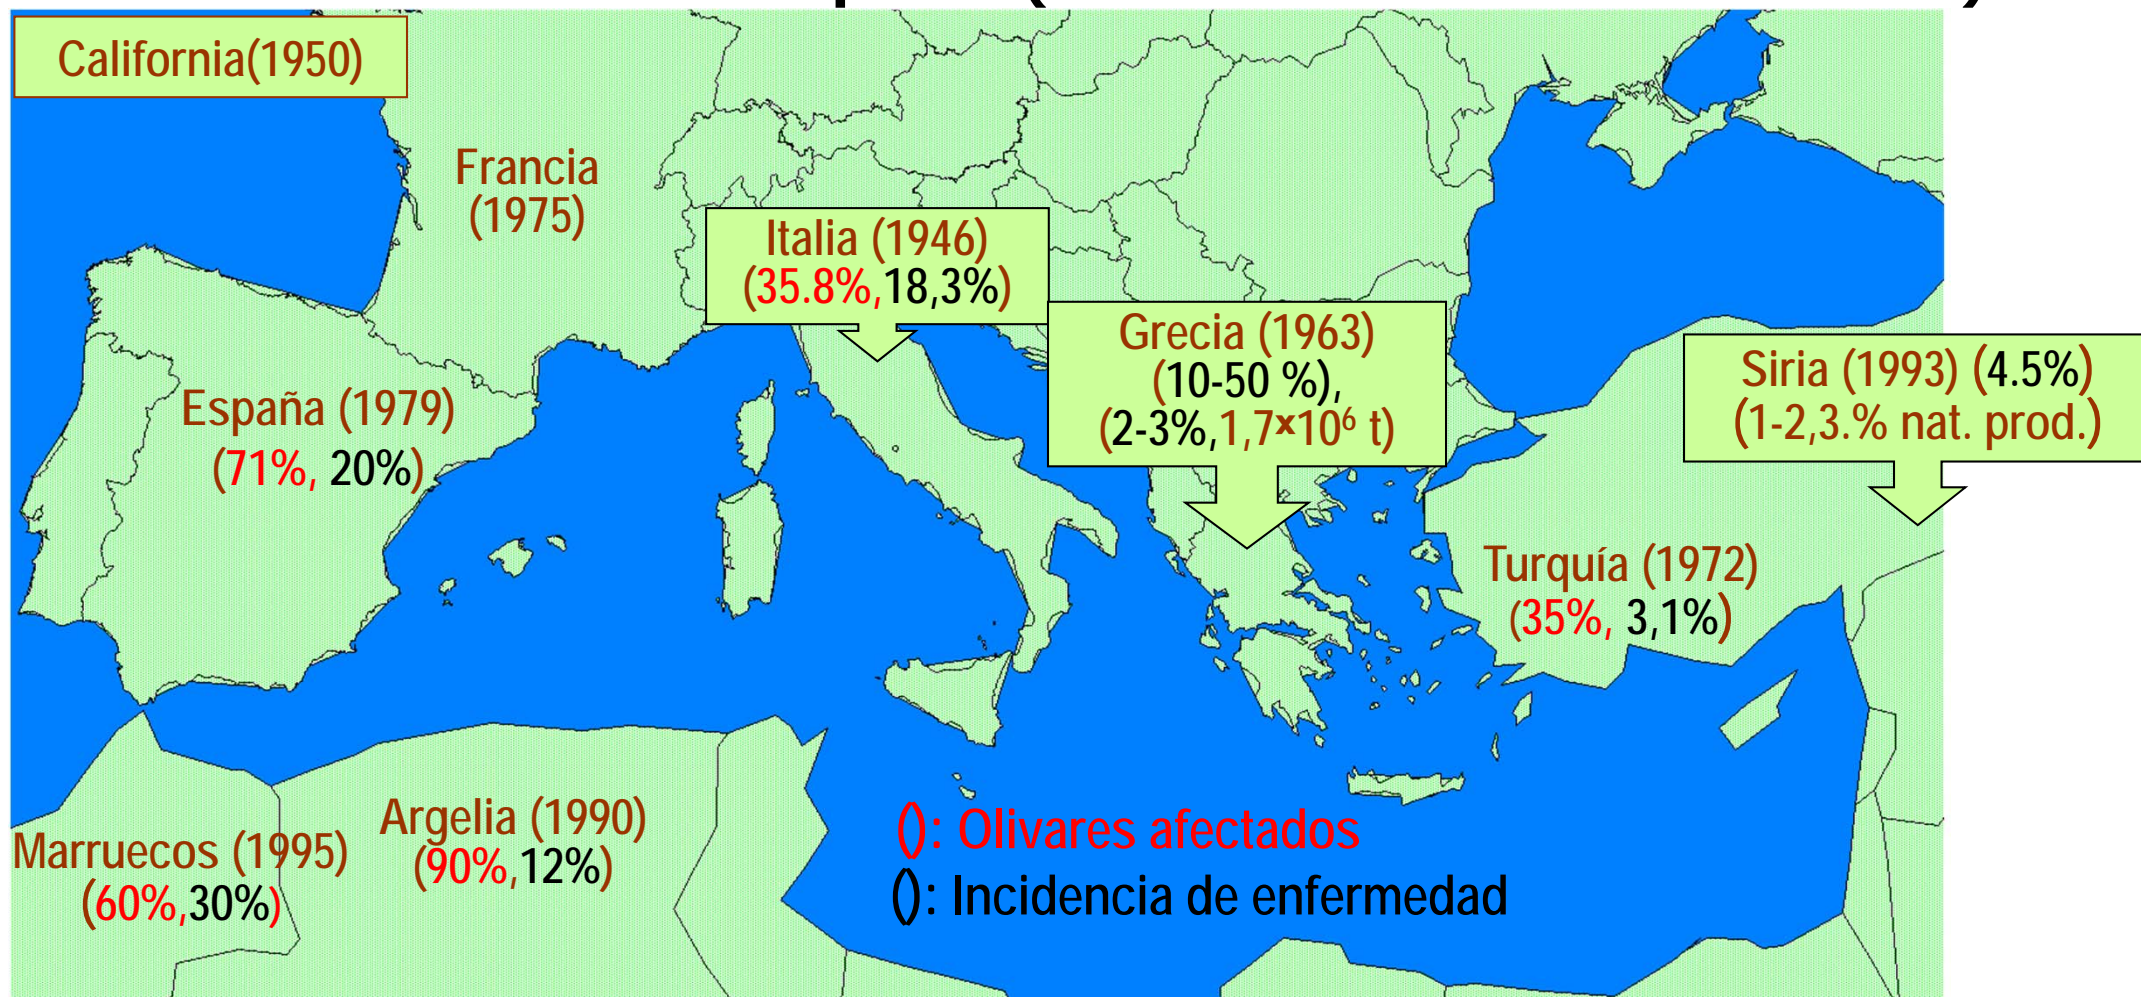 California(1950)
Francia
(1975)
Italia (1946)
(35.8%,18,3%)
Grecia (1963)
(10-50 %),
(2-3%,1,7×10⁶ t)
Siria (1993) (4.5%)
(1-2,3.% nat. prod.)
España (1979)
(71%, 20%)
Turquía (1972)
(35%, 3,1%)
Argelia (1990)
(90%,12%)
Marruecos (1995)
(60%,30%)
(): Olivares afectados
(): Incidencia de enfermedad